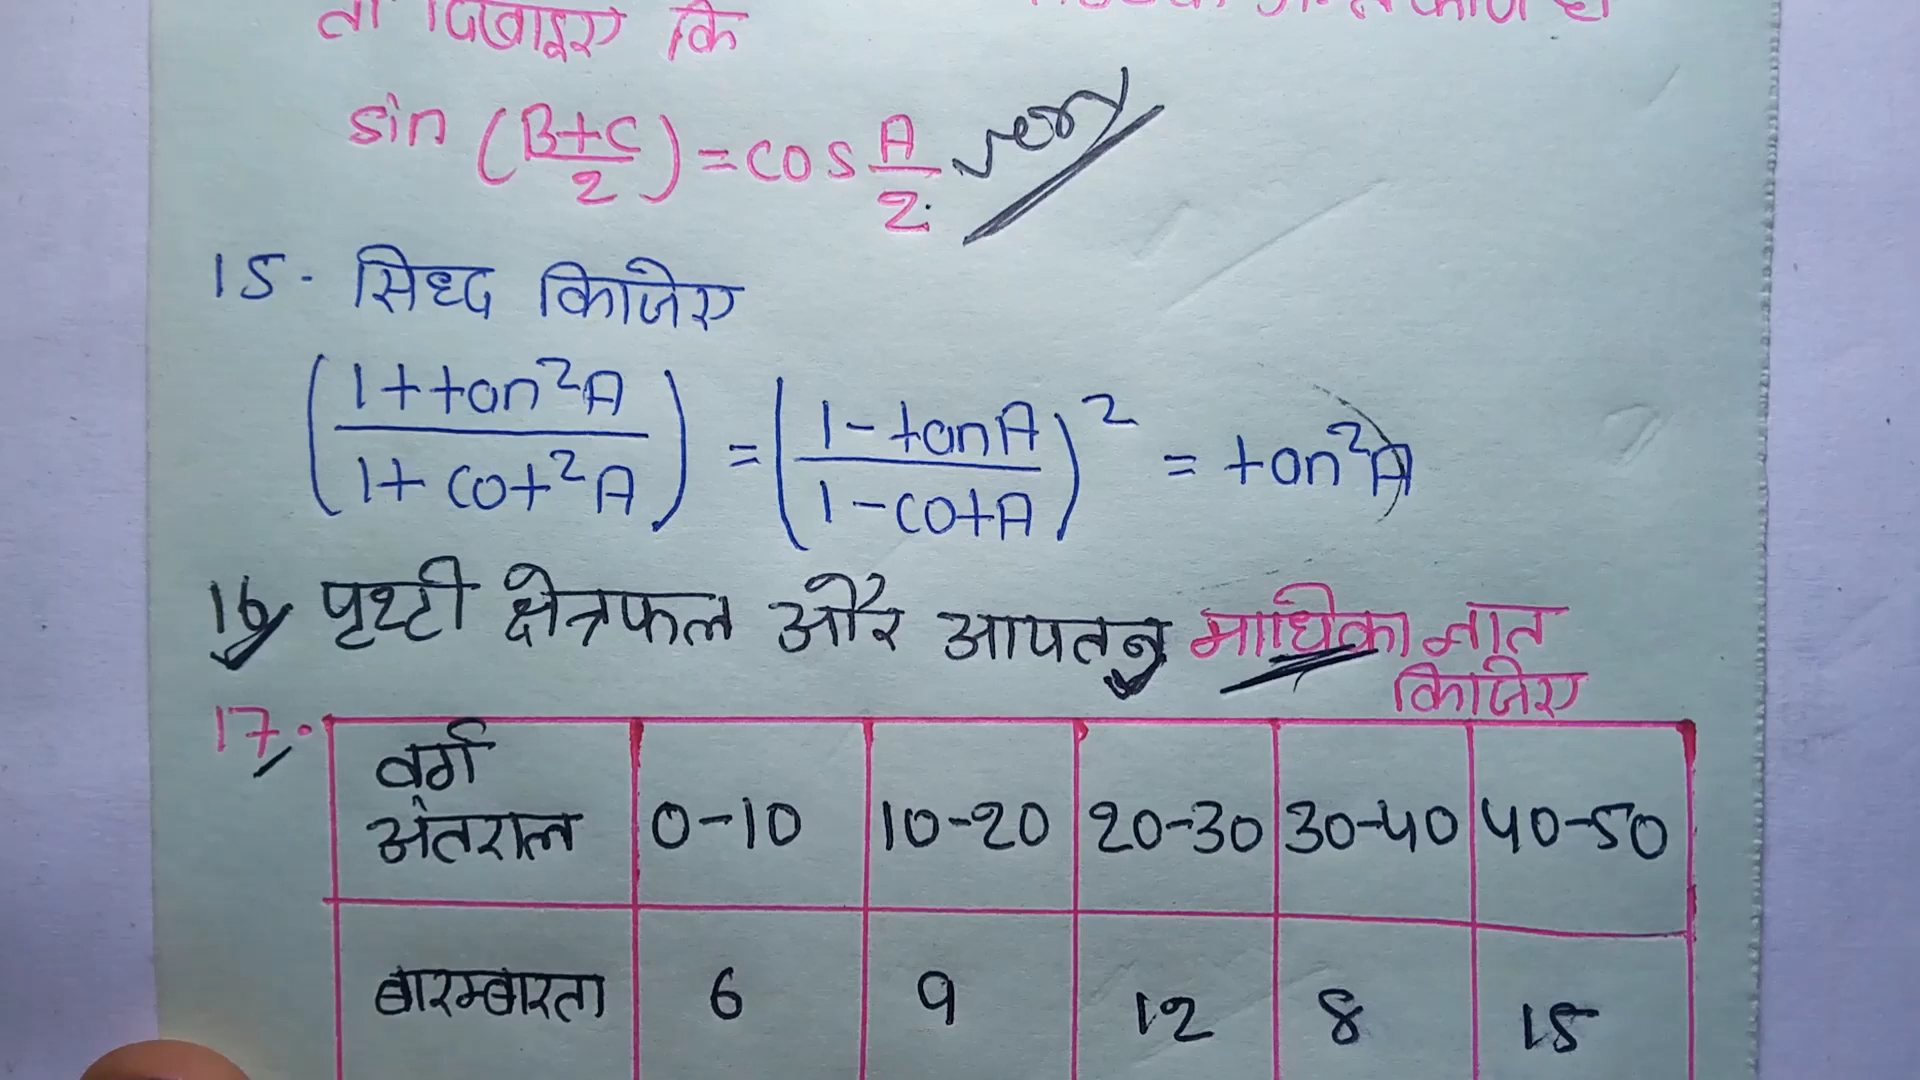 तो दिखाइए कि
sin (B+C/2) = cos A/2 very
15. सिध्द किजिए
(1+tan²A / 1+cot²A) = (1-tanA / 1-cotA)² = tan²A
16 पृष्टी क्षेत्रफल और आयतन माधिका ज्ञात
किजिए
17.
वर्ग अंतराल 0-10 10-20 20-30 30-40 40-50
बारम्बारता 6 9 12 8 15